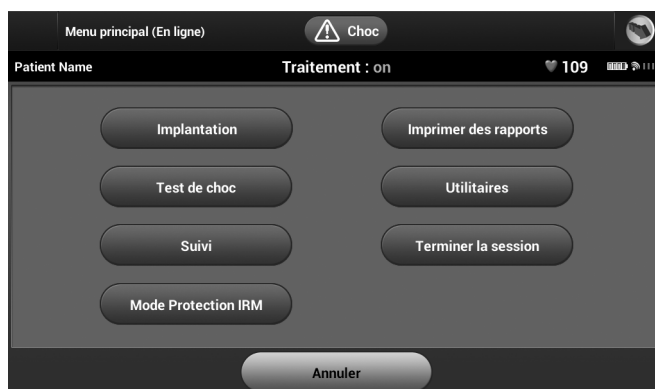 Menu principal (En ligne)
Choc
Patient Name
Traitement : on
109
Implantation
Imprimer des rapports
Test de choc
Utilitaires
Suivi
Terminer la session
Mode Protection IRM
Annuler